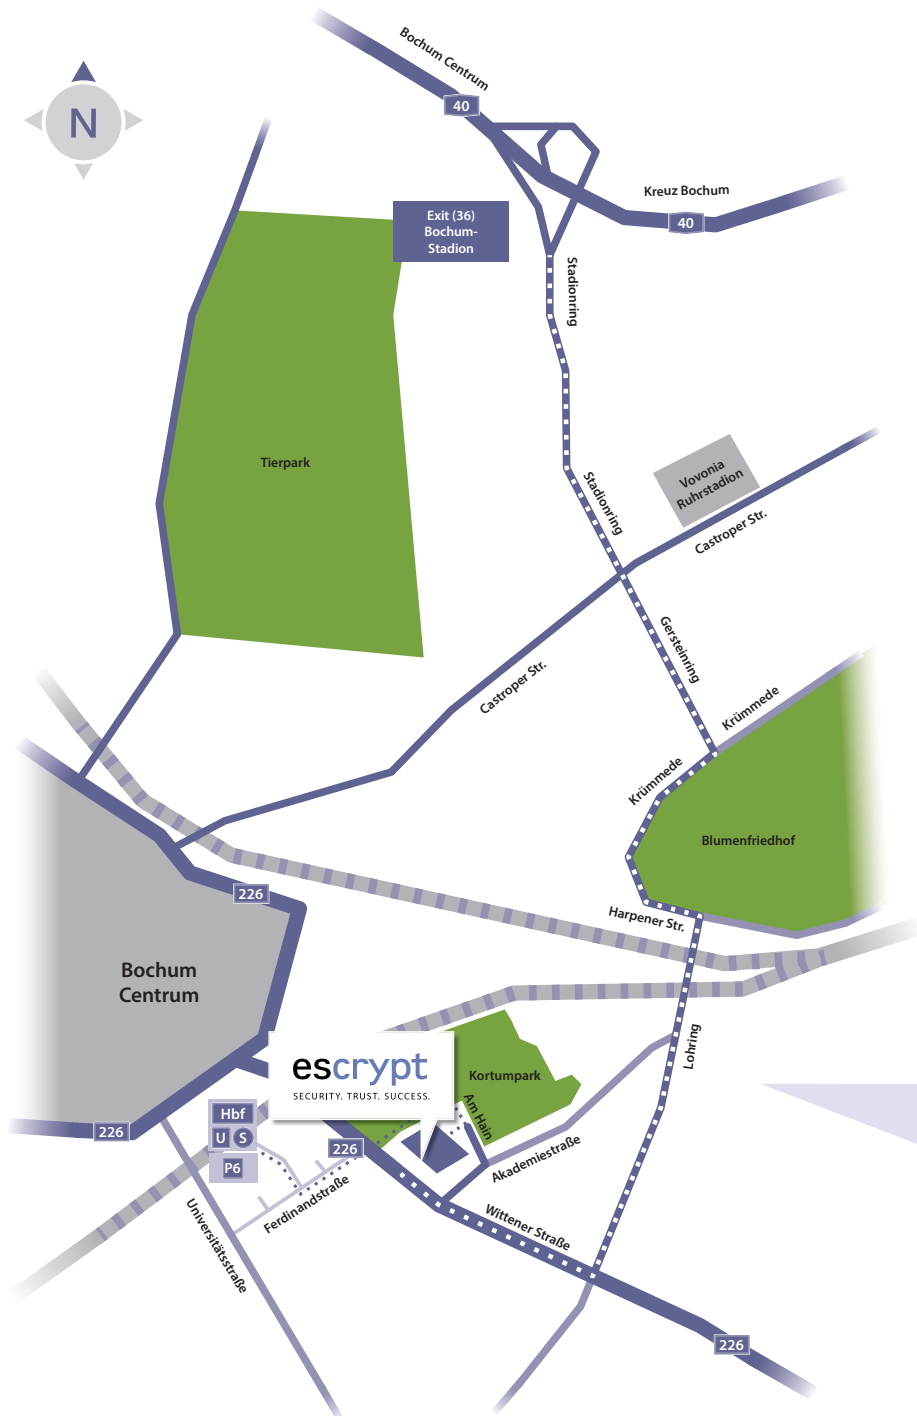 Bochum Centrum
40
N
Kreuz Bochum
40
Exit (36)
Bochum-
Stadion
Stadionring
Tierpark
Vovonia
Ruhrstadion
Stadionring
Castroper Str.
Gersteinring
Castroper Str.
Krümmede
Krümmede
Blumenfriedhof
226
Harpener Str.
Bochum
Centrum
Lohring
escrypt
SECURITY. TRUST. SUCCESS.
Kortumpark
Am Hain
Hbf
226
U S
226
P6
Akademiestraße
Ferdinandstraße
Universitätsstraße
Wittener Straße
226